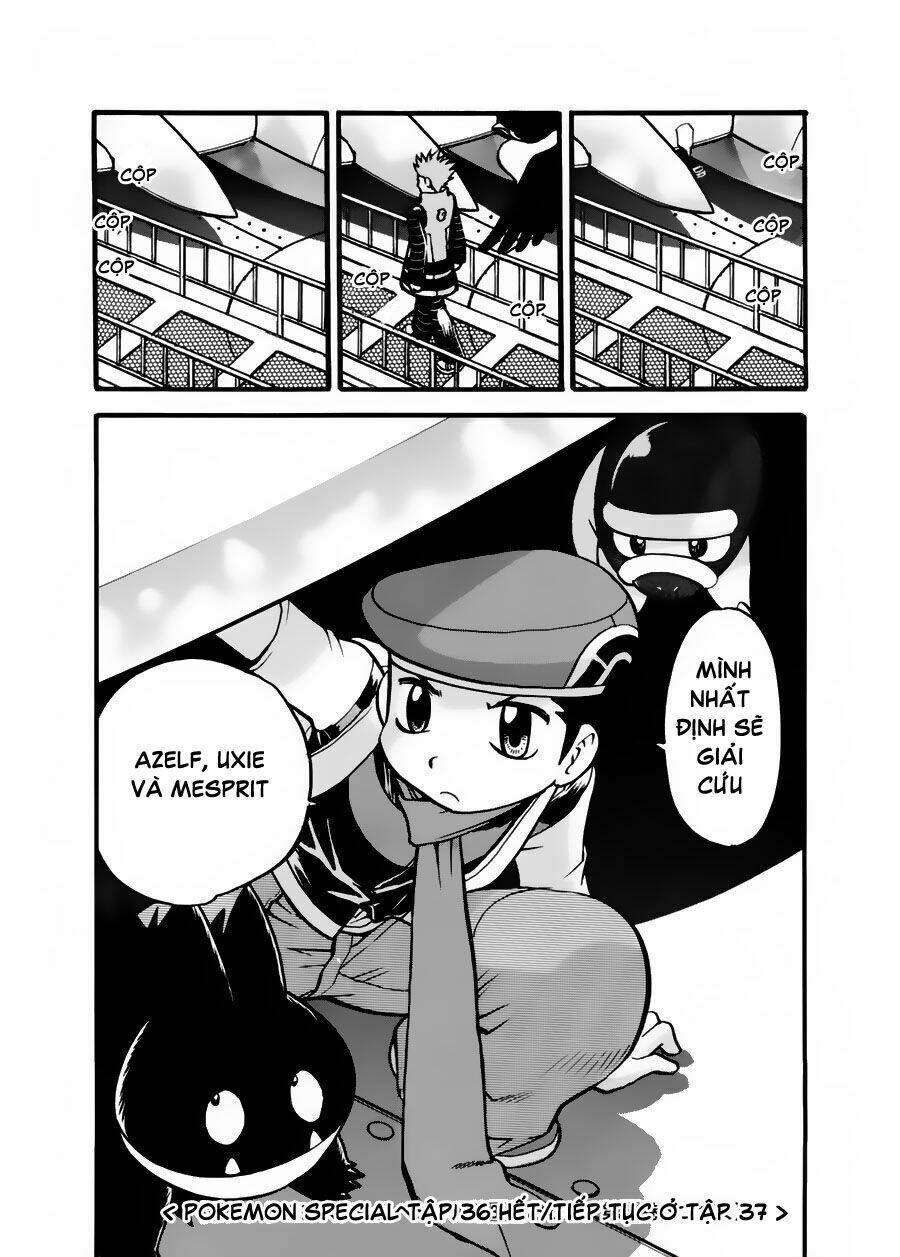 CỘP
CỘP
CỘP
CỘP
CỘP
CỘP
CỘP
CỘP
MÌNH
NHẤT
ĐỊNH SẼ
GIẢI
CỨU
AZELF, UXIE
VÀ MESPRIT
< POKEMON SPECIAL TẬP 36 HẾT/TIẾP TỤC Ở TẬP 37 >